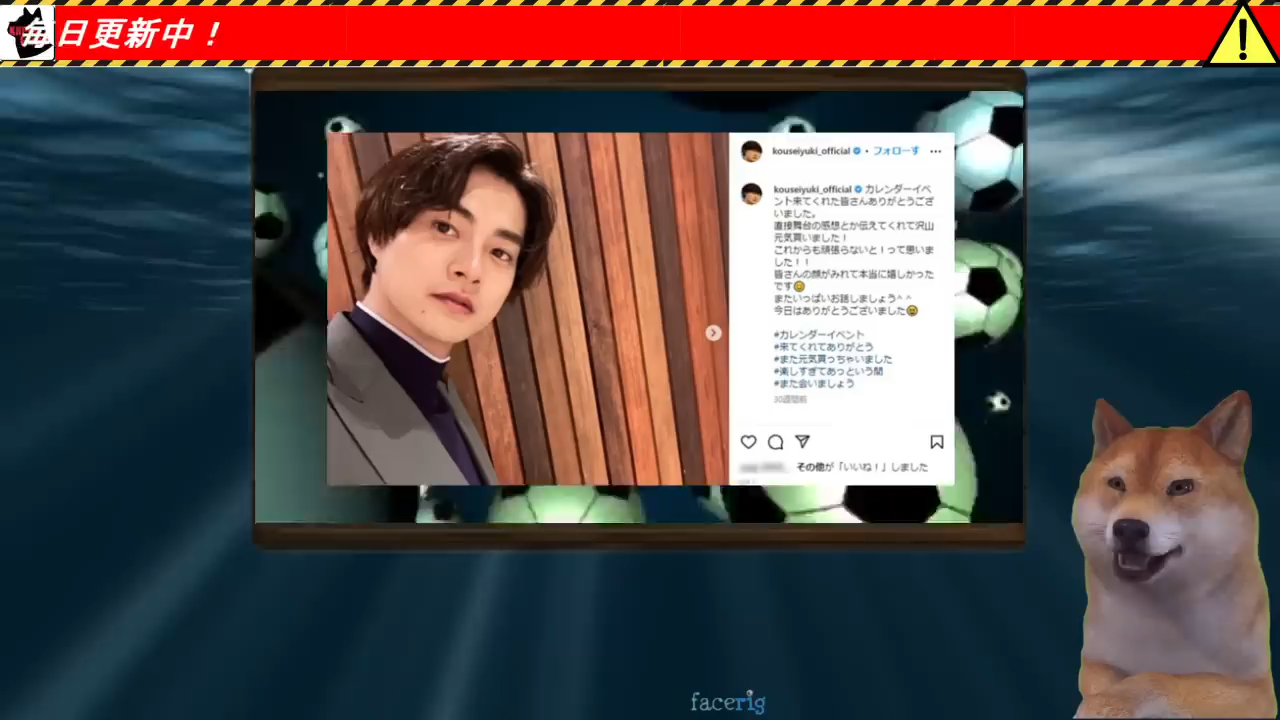 毎日更新中！
kouseiyuki_official • フォローす
kouseiyuki_official カレンダーイベ
ント来てくれた皆さんありがとうござ
いました。
直接舞台の感想とか伝えてくれて沢山
元気貰いました！
これからも頑張らないと！って思いま
した！！
皆さんの顔がみれて本当に嬉しかった
です😄
またいっぱいお話しましょう^ ^
今日はありがとうございました😄
#カレンダーイベント
#来てくれてありがとう
#また元気貰っちゃいました
#楽しすぎてあっという間
#また会いましょう
30週間前
その他が「いいね！」しました
facerig